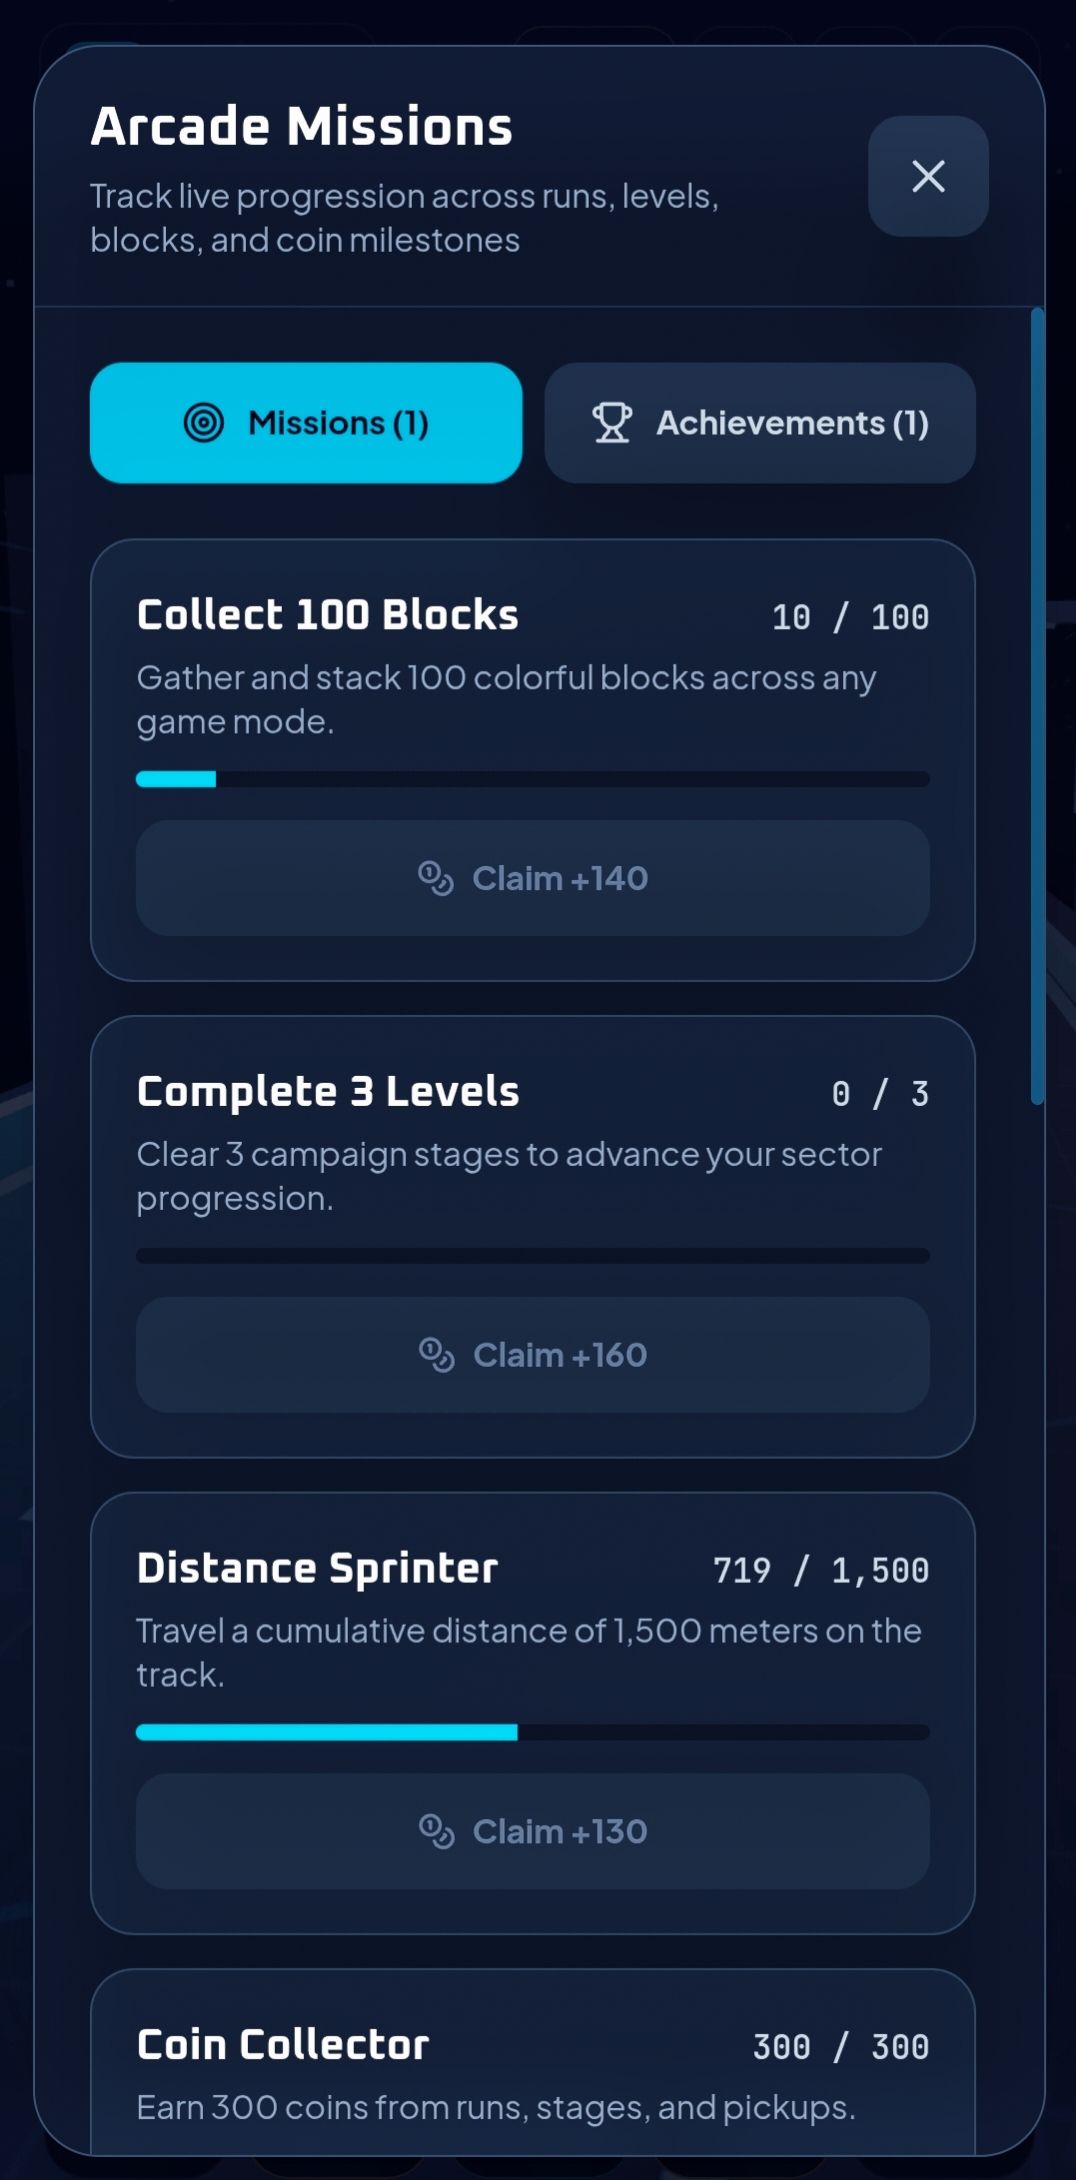 Arcade Missions
Track live progression across runs, levels,
blocks, and coin milestones
Missions (1)
Achievements (1)
Collect 100 Blocks
10 / 100
Gather and stack 100 colorful blocks across any
game mode.
Claim +140
Complete 3 Levels
0 / 3
Clear 3 campaign stages to advance your sector
progression.
Claim +160
Distance Sprinter
719 / 1,500
Travel a cumulative distance of 1,500 meters on the
track.
Claim +130
Coin Collector
300 / 300
Earn 300 coins from runs, stages, and pickups.